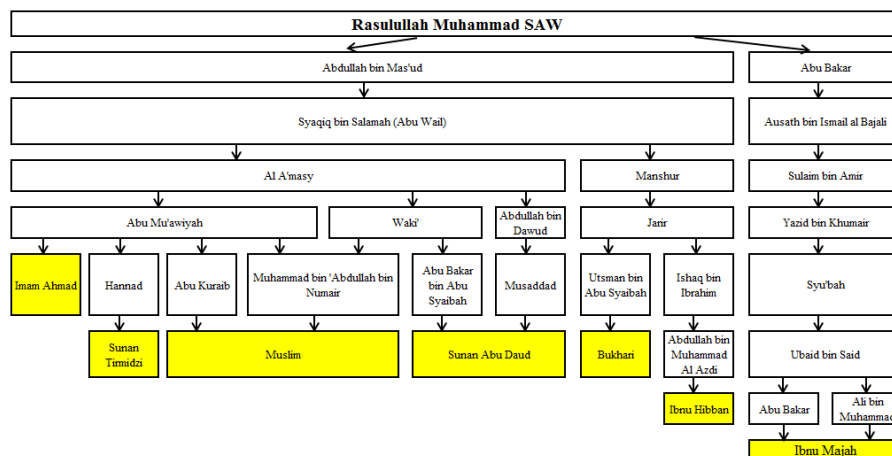 Rasulullah Muhammad SAW
Abdullah bin Mas'ud
Abu Bakar
Syaqiq bin Salamah (Abu Wail)
Ausath bin Ismail al Bajali
Al A'masy
Manshur
Sulaim bin Amir
Abu Mu'awiyah
Waki'
Abdullah bin
Dawud
Jarir
Yazid bin Khumair
Imam Ahmad
Hannad
Abu Kuraib
Muhammad bin 'Abdullah bin
Numair
Abu Bakar
bin Abu
Syaibah
Musaddad
Utsman bin
Abu Syaibah
Ishaq bin
Ibrahim
Syu'bah
Sunan
Tirmidzi
Muslim
Sunan Abu Daud
Bukhari
Abdullah bin
Muhammad
Al Azdi
Ubaid bin Said
Ibnu Hibban
Abu Bakar
Ali bin
Muhammad
Ibnu Majah